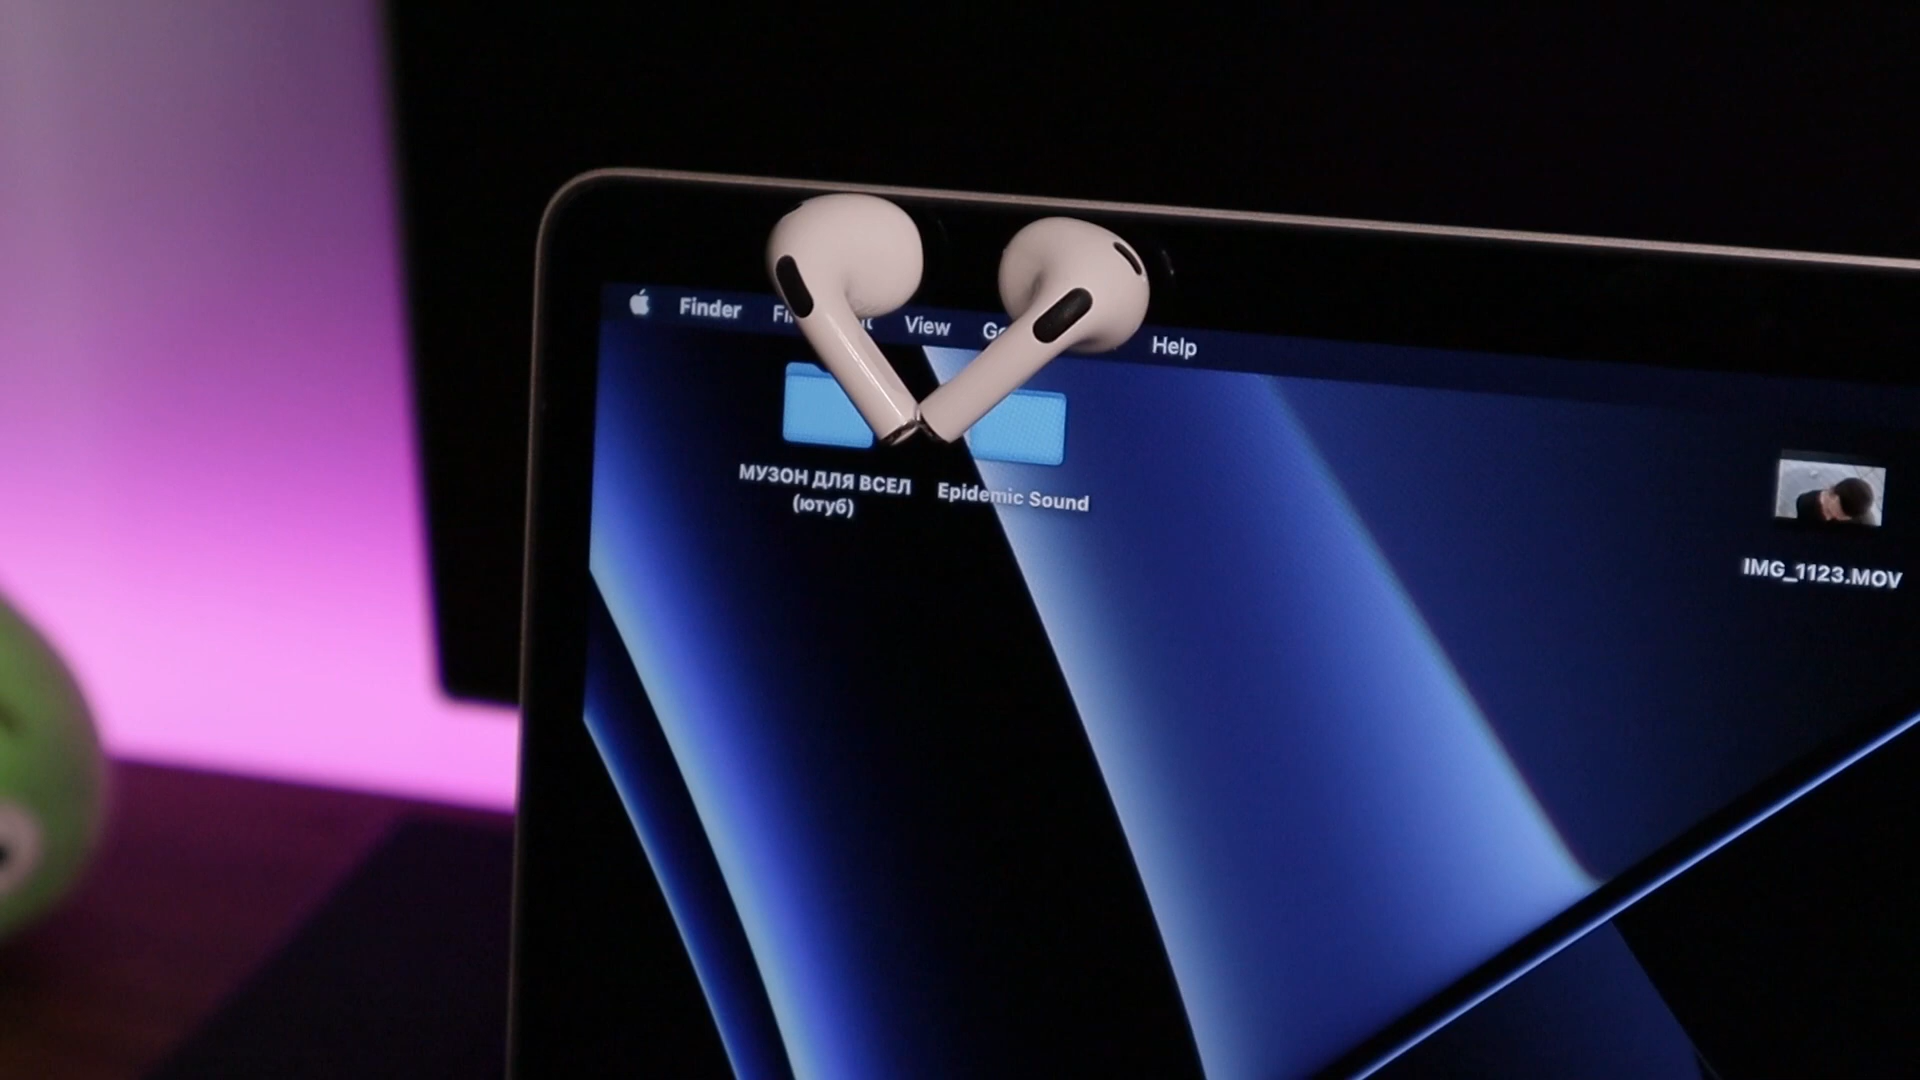 Finder View Help
МУЗОН ДЛЯ ВСЕЛ
(ютуб)
Epidemic Sound
IMG_1123.MOV